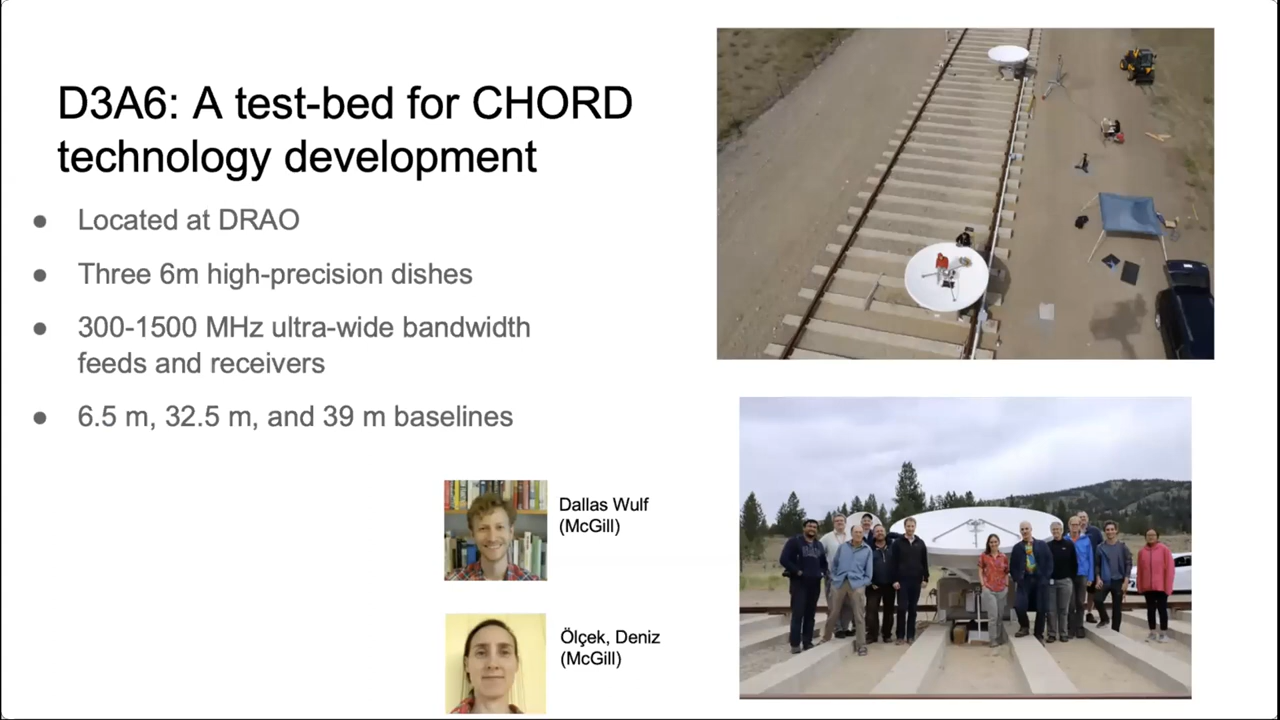 D3A6: A test-bed for CHORD
technology development
● Located at DRAO
● Three 6m high-precision dishes
● 300-1500 MHz ultra-wide bandwidth
feeds and receivers
● 6.5 m, 32.5 m, and 39 m baselines
Dallas Wulf
(McGill)
Ölçek, Deniz
(McGill)